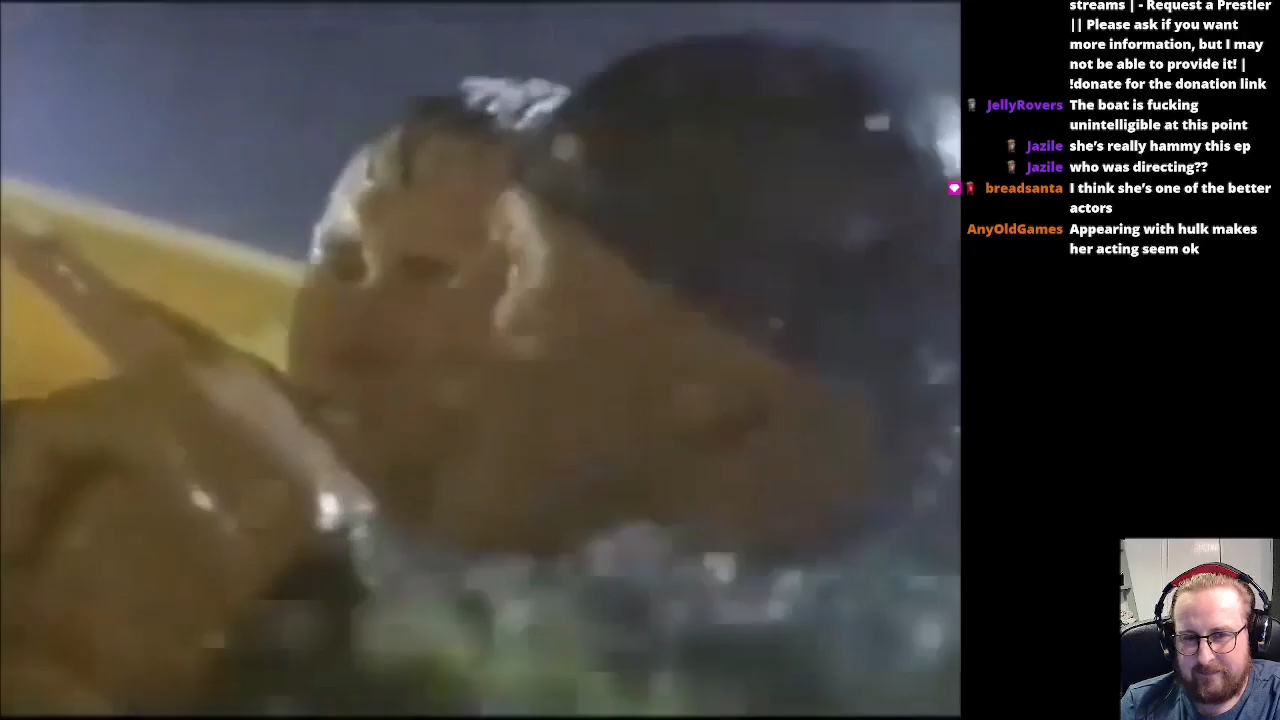 streams | - Request a Prestler
|| Please ask if you want
more information, but I may
not be able to provide it! |
!donate for the donation link
JellyRovers The boat is fucking
unintelligible at this point
Jazile she's really hammy this ep
Jazile who was directing??
breadsanta I think she's one of the better
actors
AnyOldGames Appearing with hulk makes
her acting seem ok